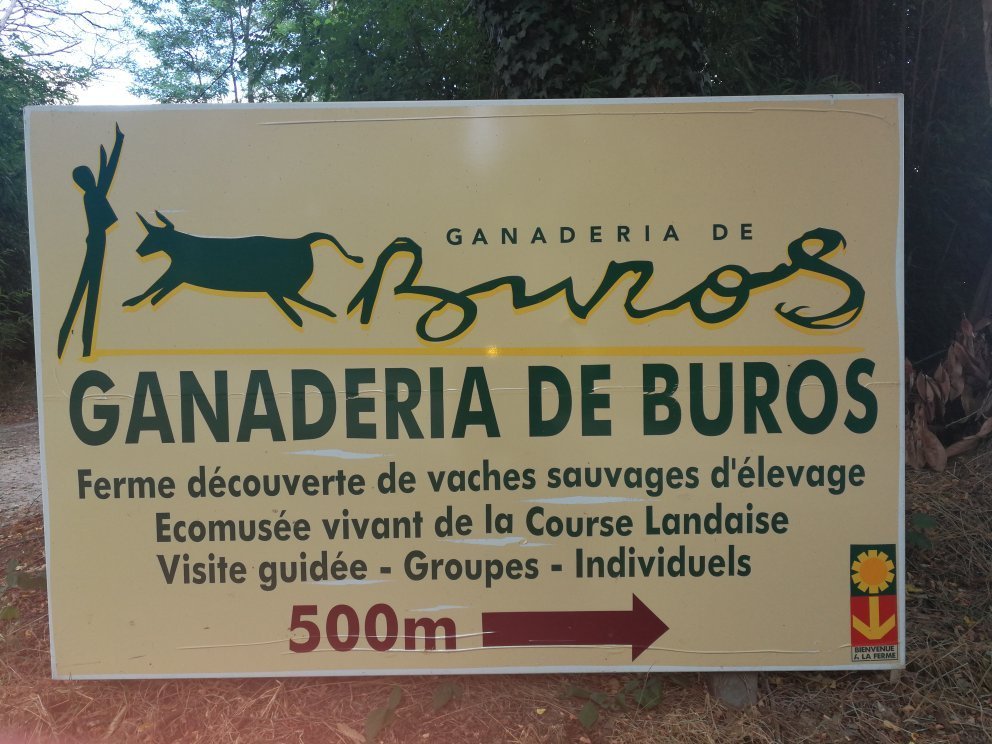 GANADERIA DE
Buros
GANADERIA DE BUROS
Ferme découverte de vaches sauvages d'élevage
Ecomusée vivant de la Course Landaise
Visite guidée - Groupes - Individuels
500m
BIENVENUE
À LA FERME